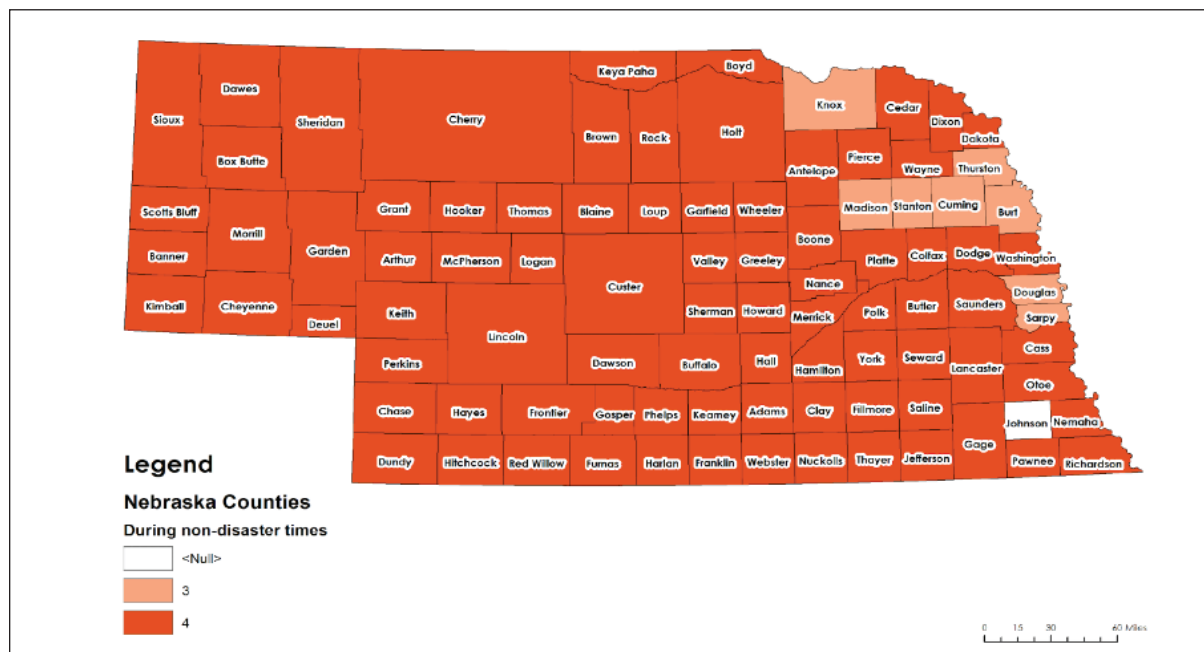 Keya Paha
Boyd
Dawes
Knox
Sioux
Sheridan
Cherry
Cedar
Dixon
Brown
Rock
Holt
Dakota
Box Butte
Pierce
Antelope
Wayne
Thurston
Scotts Bluff
Grant
Hooker
Thomas
Blaine
Loup
Garfield
Wheeler
Madison
Stanton
Cuming
Burt
Morrill
Garden
Boone
Banner
Arthur
McPherson
Logan
Valley
Greeley
Platte
Colfax
Dodge
Washington
Custer
Nance
Douglas
Kimball
Cheyenne
Keith
Sherman
Howard
Merrick
Polk
Butler
Saunders
Sarpy
Deuel
Lincoln
Cass
Perkins
Dawson
Buffalo
Hall
Hamilton
York
Seward
Lancaster
Otoe
Chase
Hayes
Frontier
Gosper
Phelps
Kearney
Adams
Clay
Fillmore
Saline
Johnson
Nemaha
Gage
Dundy
Hitchcock
Red Willow
Furnas
Harlan
Franklin
Webster
Nuckolls
Thayer
Jefferson
Pawnee
Richardson
Legend
Nebraska Counties
During non-disaster times
<Null>
3
4
0 15 30 60 Miles